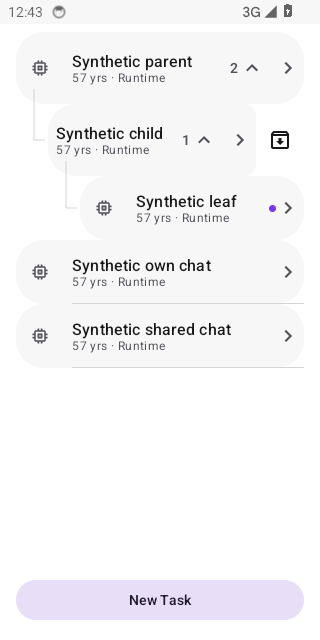 12:43
3G
Synthetic parent
57 yrs · Runtime
2
Synthetic child
57 yrs · Runtime
1
Synthetic leaf
57 yrs · Runtime
Synthetic own chat
57 yrs · Runtime
Synthetic shared chat
57 yrs · Runtime
New Task